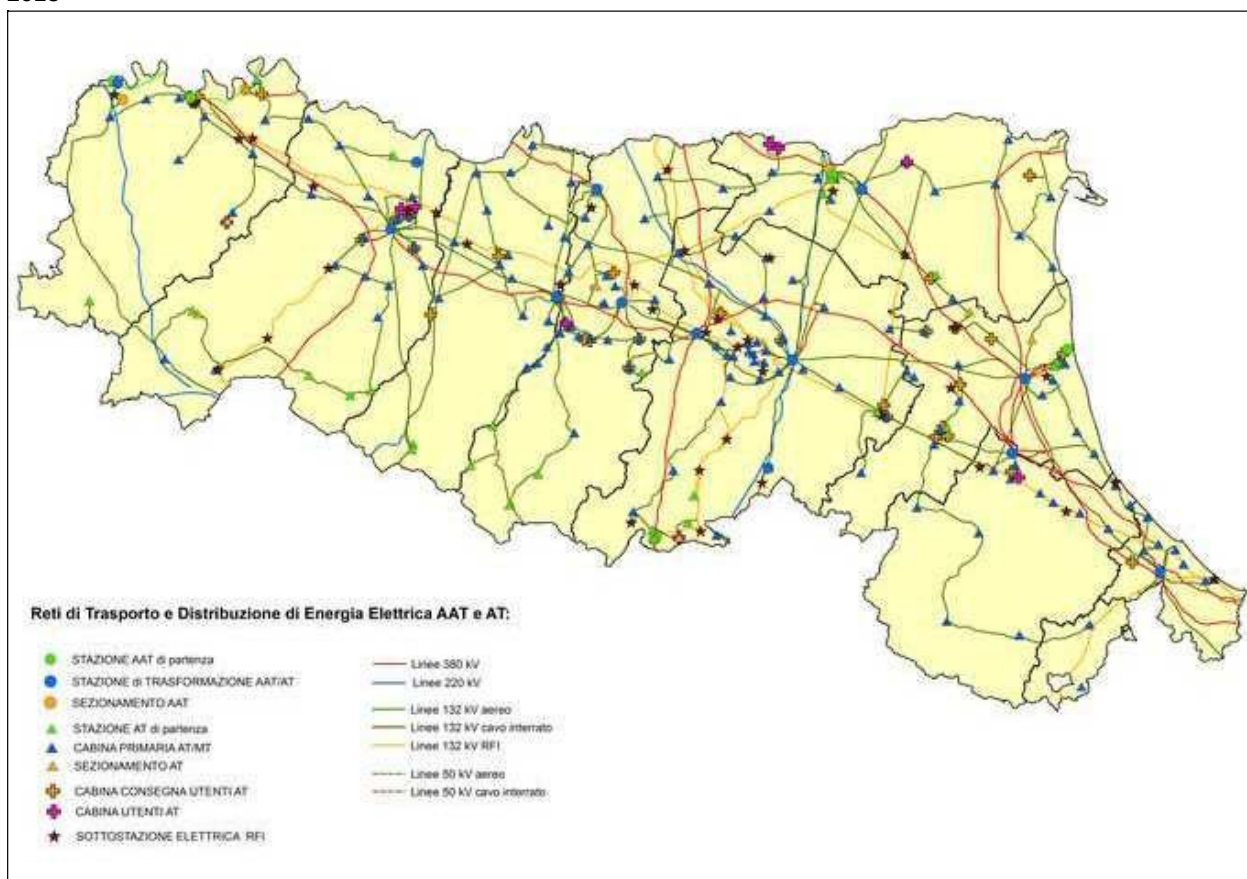 Reti di Trasporto e Distribuzione di Energia Elettrica AAT e AT:
STAZIONE AAT di partenza
STAZIONE di TRASFORMAZIONE AAT/AT
SEZIONAMENTO AAT
STAZIONE AT di partenza
CABINA PRIMARIA AT/MT
SEZIONAMENTO AT
CABINA CONSEGNA UTENTI AT
CABINA UTENTI AT
SOTTOSTAZIONE ELETTRICA RFI
Linee 380 kV
Linee 220 kV
Linee 132 kV aereo
Linee 132 kV cavo interrato
Linee 132 kV RFI
Linee 50 kV aereo
Linee 50 kV cavo interrato